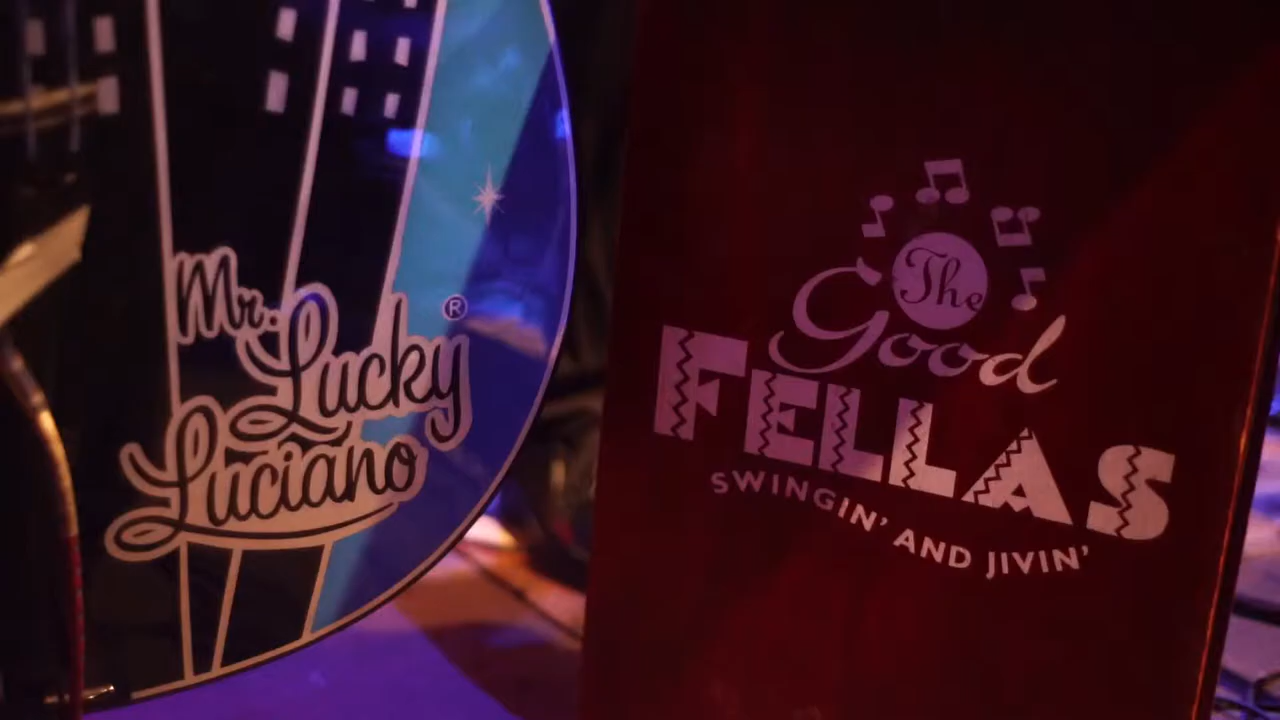 Mr.
Lucky
®
Luciano
The
Good
FELLAS
SWINGIN' AND JIVIN'